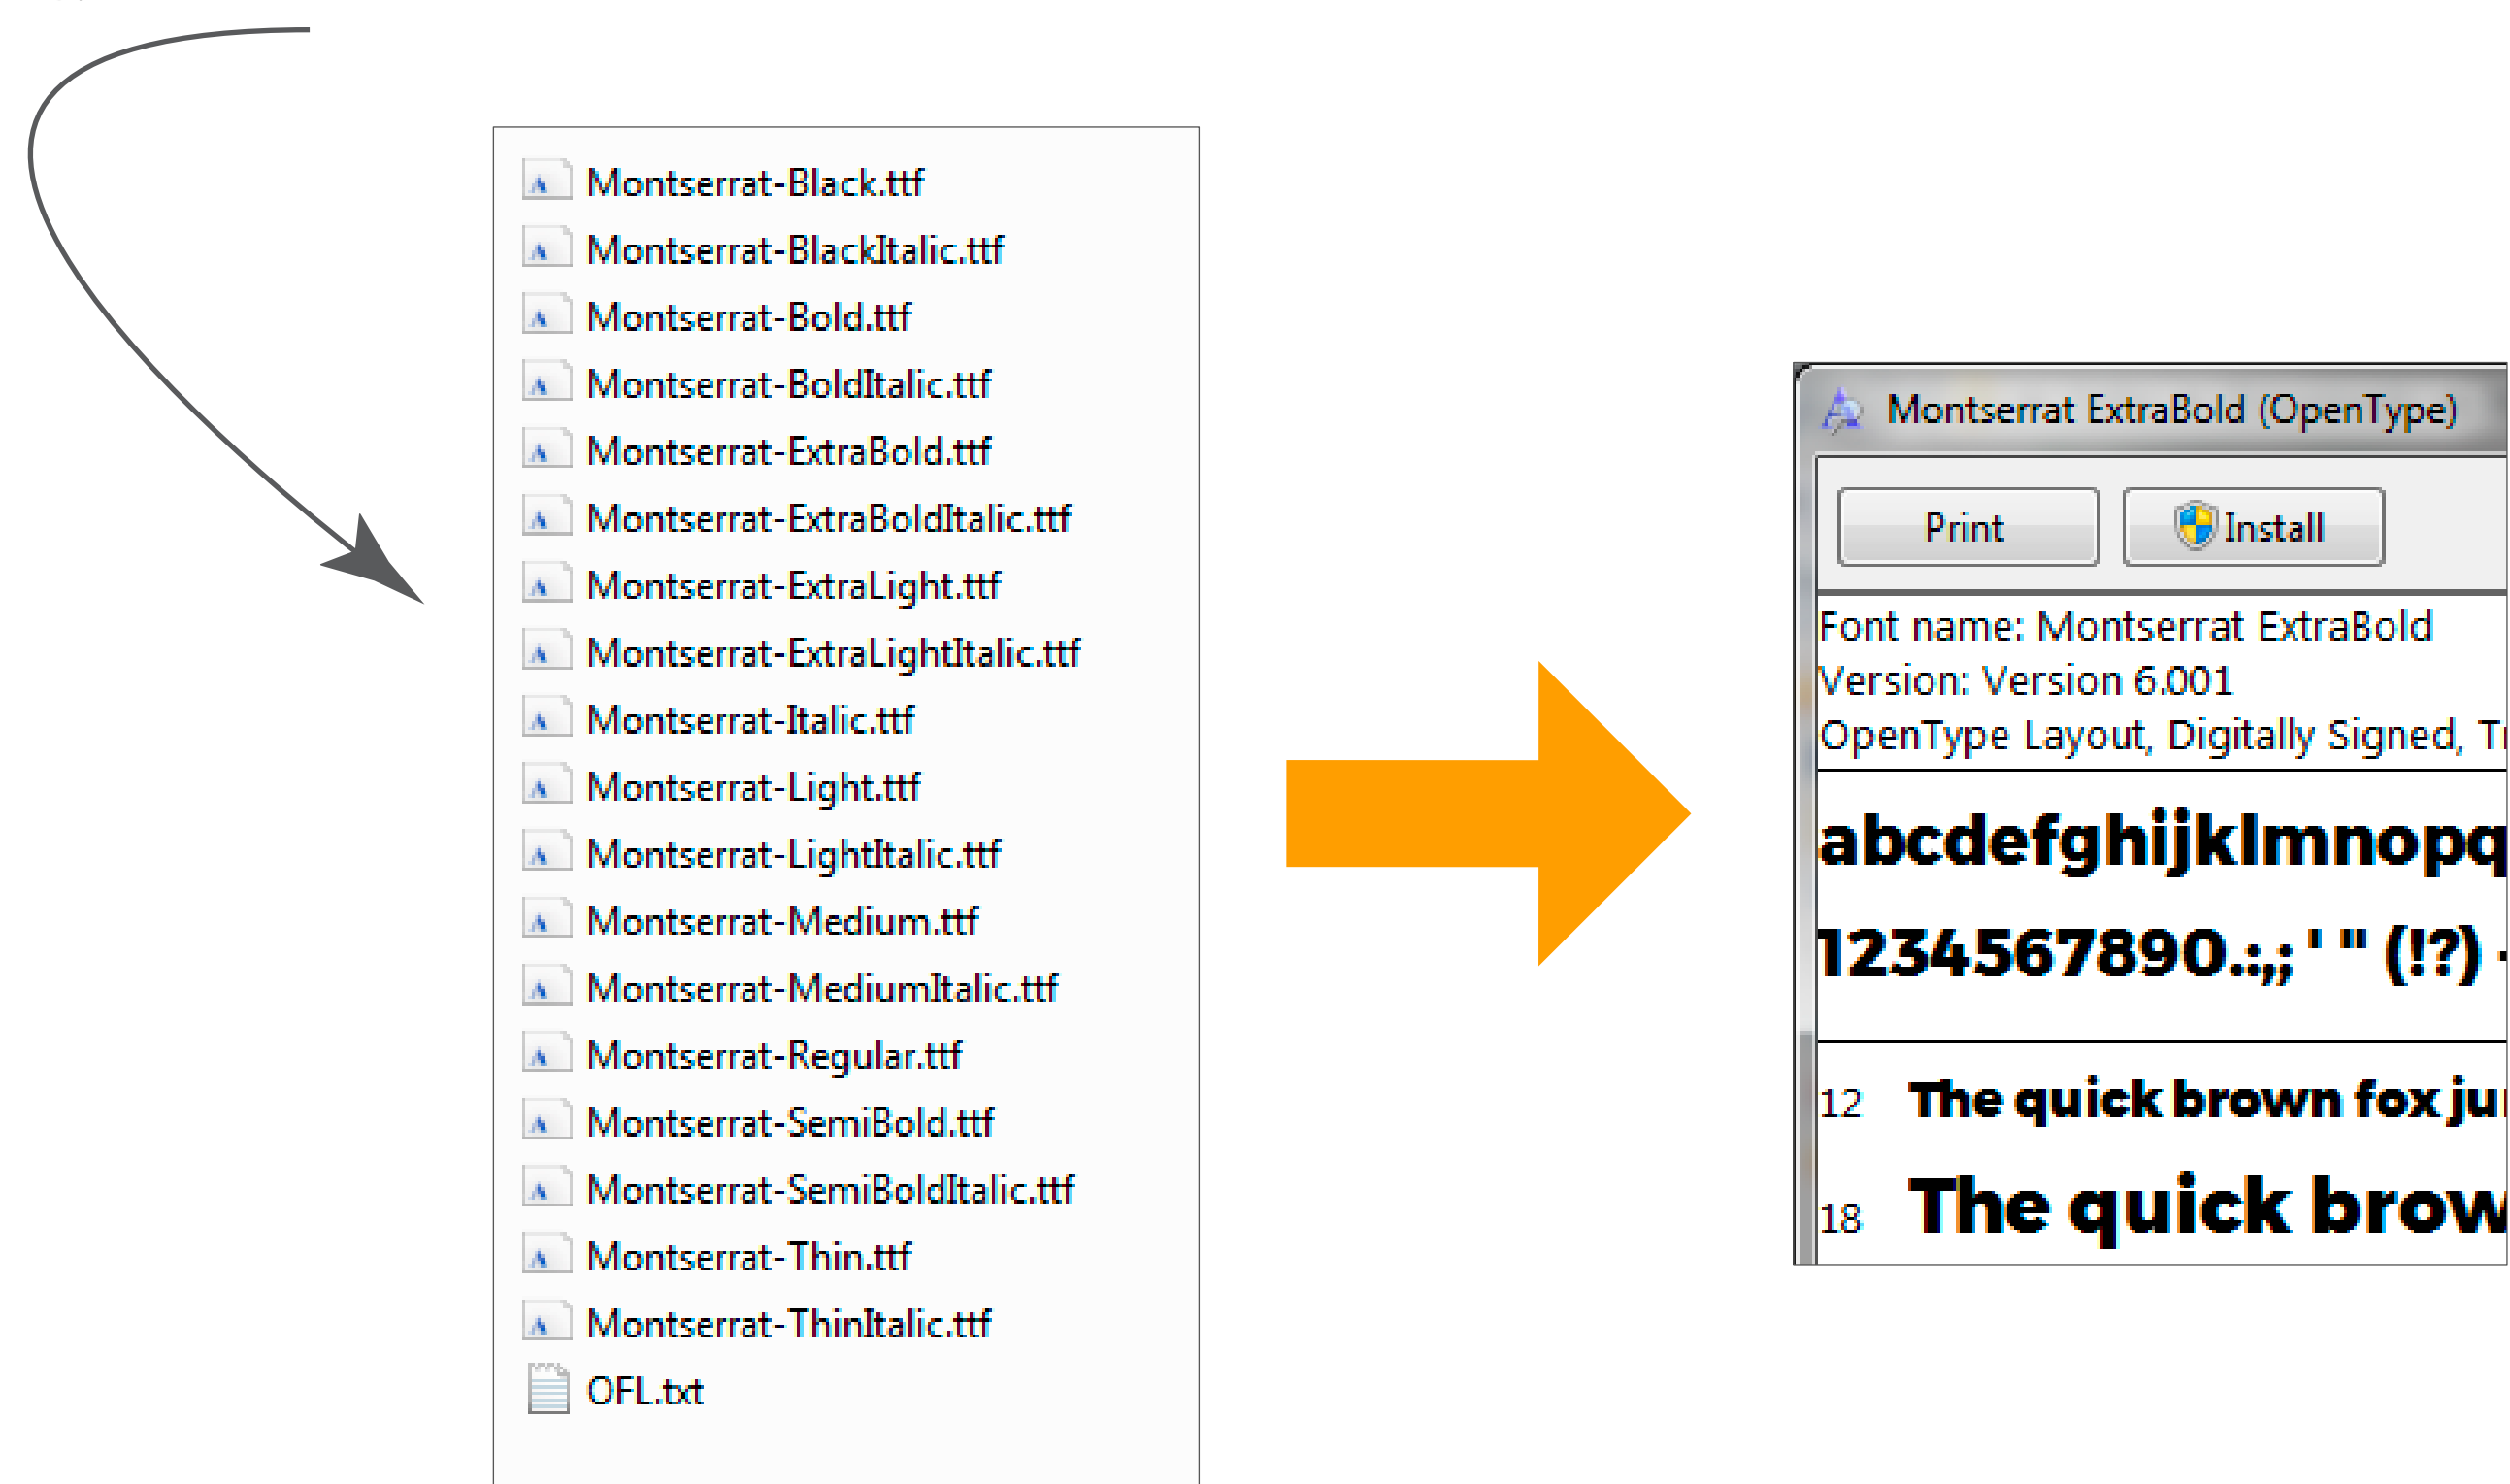 Montserrat-Black.ttf
Montserrat-BlackItalic.ttf
Montserrat-Bold.ttf
Montserrat-BoldItalic.ttf
Montserrat-ExtraBold.ttf
Montserrat-ExtraBoldItalic.ttf
Montserrat-ExtraLight.ttf
Montserrat-ExtraLightItalic.ttf
Montserrat-Italic.ttf
Montserrat-Light.ttf
Montserrat-LightItalic.ttf
Montserrat-Medium.ttf
Montserrat-MediumItalic.ttf
Montserrat-Regular.ttf
Montserrat-SemiBold.ttf
Montserrat-SemiBoldItalic.ttf
Montserrat-Thin.ttf
Montserrat-ThinItalic.ttf
OFL.txt
Montserrat ExtraBold (OpenType)
Print Install
Font name: Montserrat ExtraBold
Version: Version 6.001
OpenType Layout, Digitally Signed,
abcdefghijklmnopq
1234567890.:,; ' " (!?)
12 The quick brown fox
18 The quick